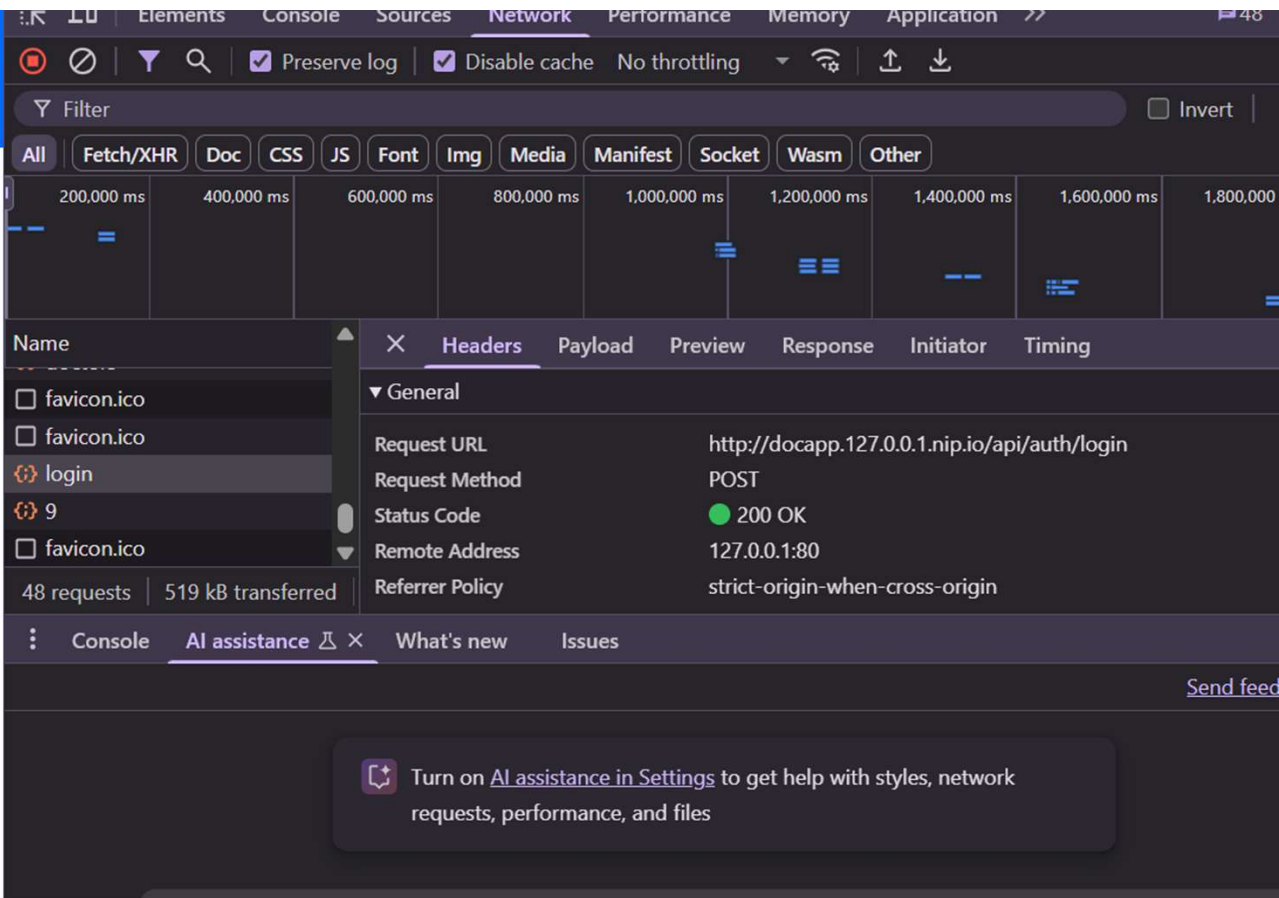 Elements Console Sources Network Performance Memory Application 48
Preserve log Disable cache No throttling
Filter Invert
All Fetch/XHR Doc CSS JS Font Img Media Manifest Socket Wasm Other
200,000 ms 400,000 ms 600,000 ms 800,000 ms 1,000,000 ms 1,200,000 ms 1,400,000 ms 1,600,000 ms 1,800,000
Name
Headers Payload Preview Response Initiator Timing
General
favicon.ico
favicon.ico
login
9
favicon.ico
Request URL http://docapp.127.0.0.1.nip.io/api/auth/login
Request Method POST
Status Code 200 OK
Remote Address 127.0.0.1:80
Referrer Policy strict-origin-when-cross-origin
48 requests 519 kB transferred
Console AI assistance What's new Issues
Send feed
Turn on AI assistance in Settings to get help with styles, network
requests, performance, and files